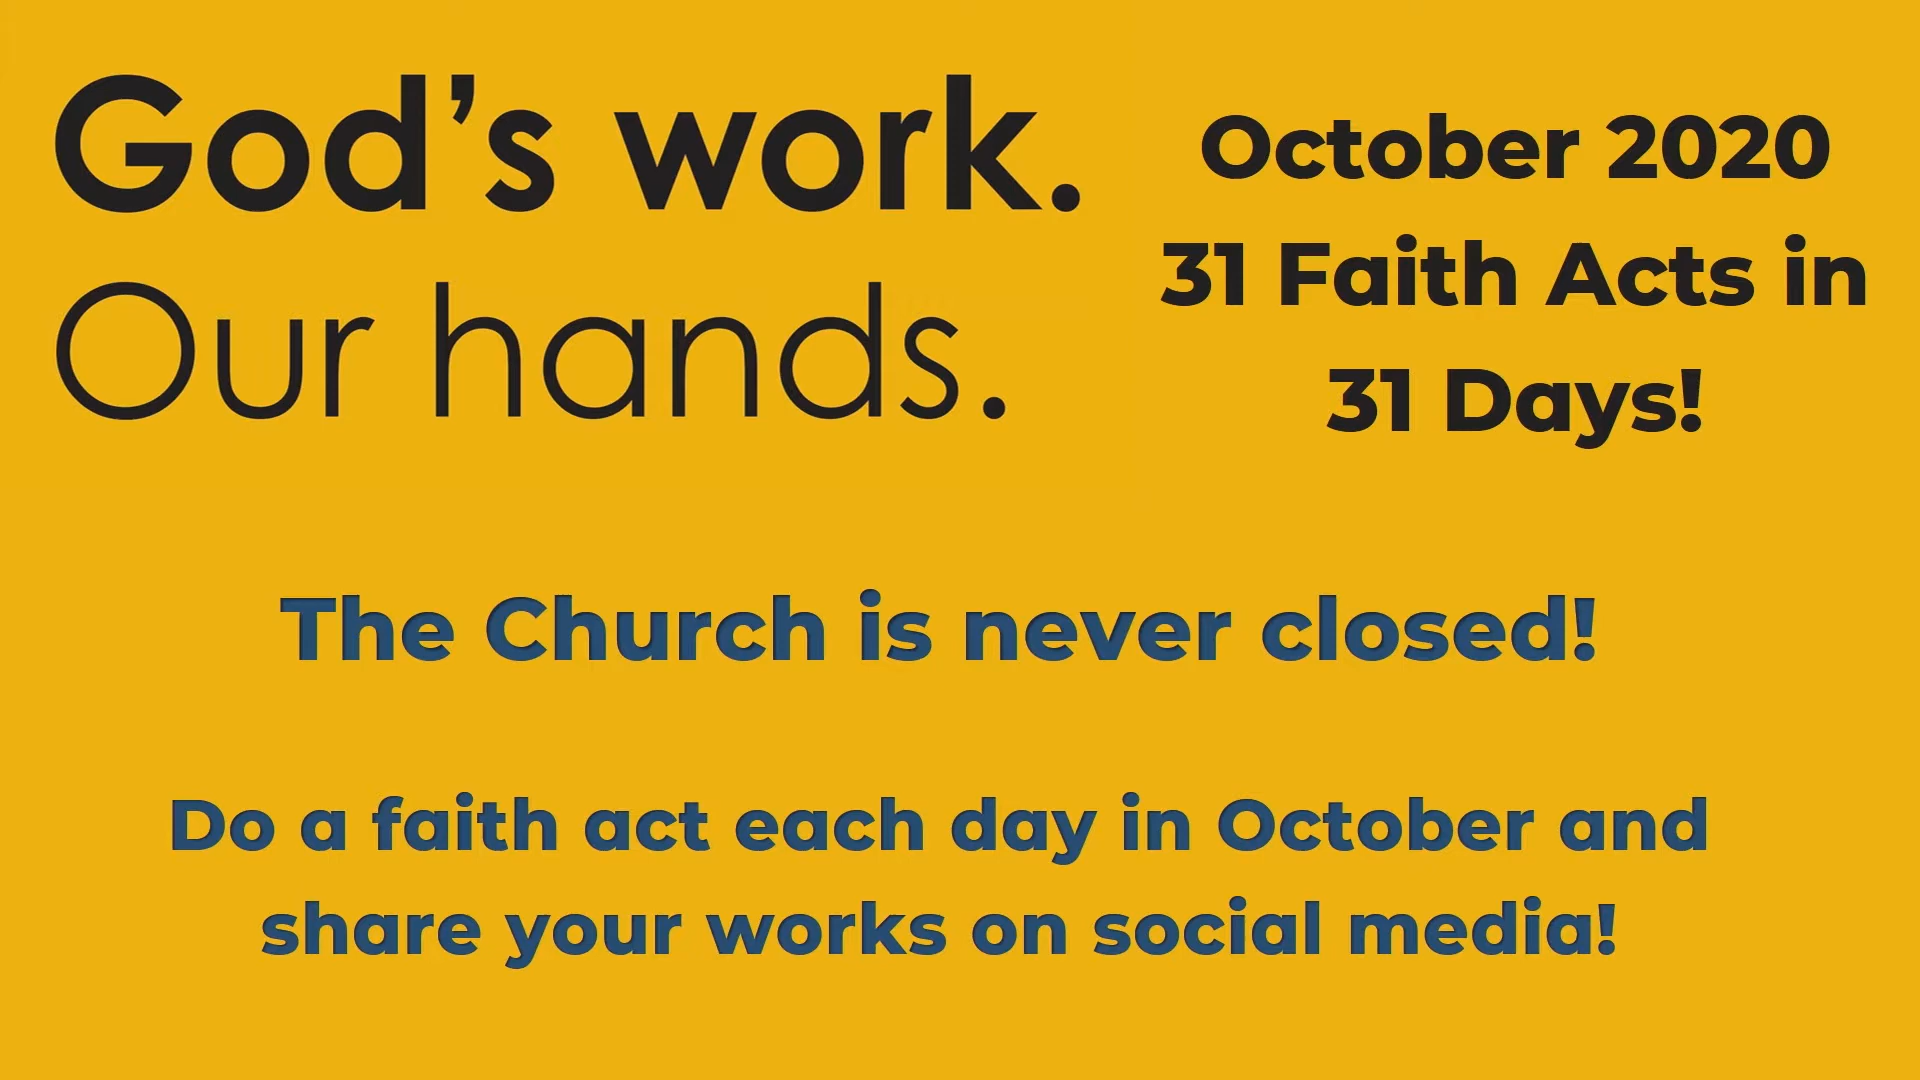 God’s work.
Our hands.
October 2020
31 Faith Acts in
31 Days!
The Church is never closed!
Do a faith act each day in October and
share your works on social media!